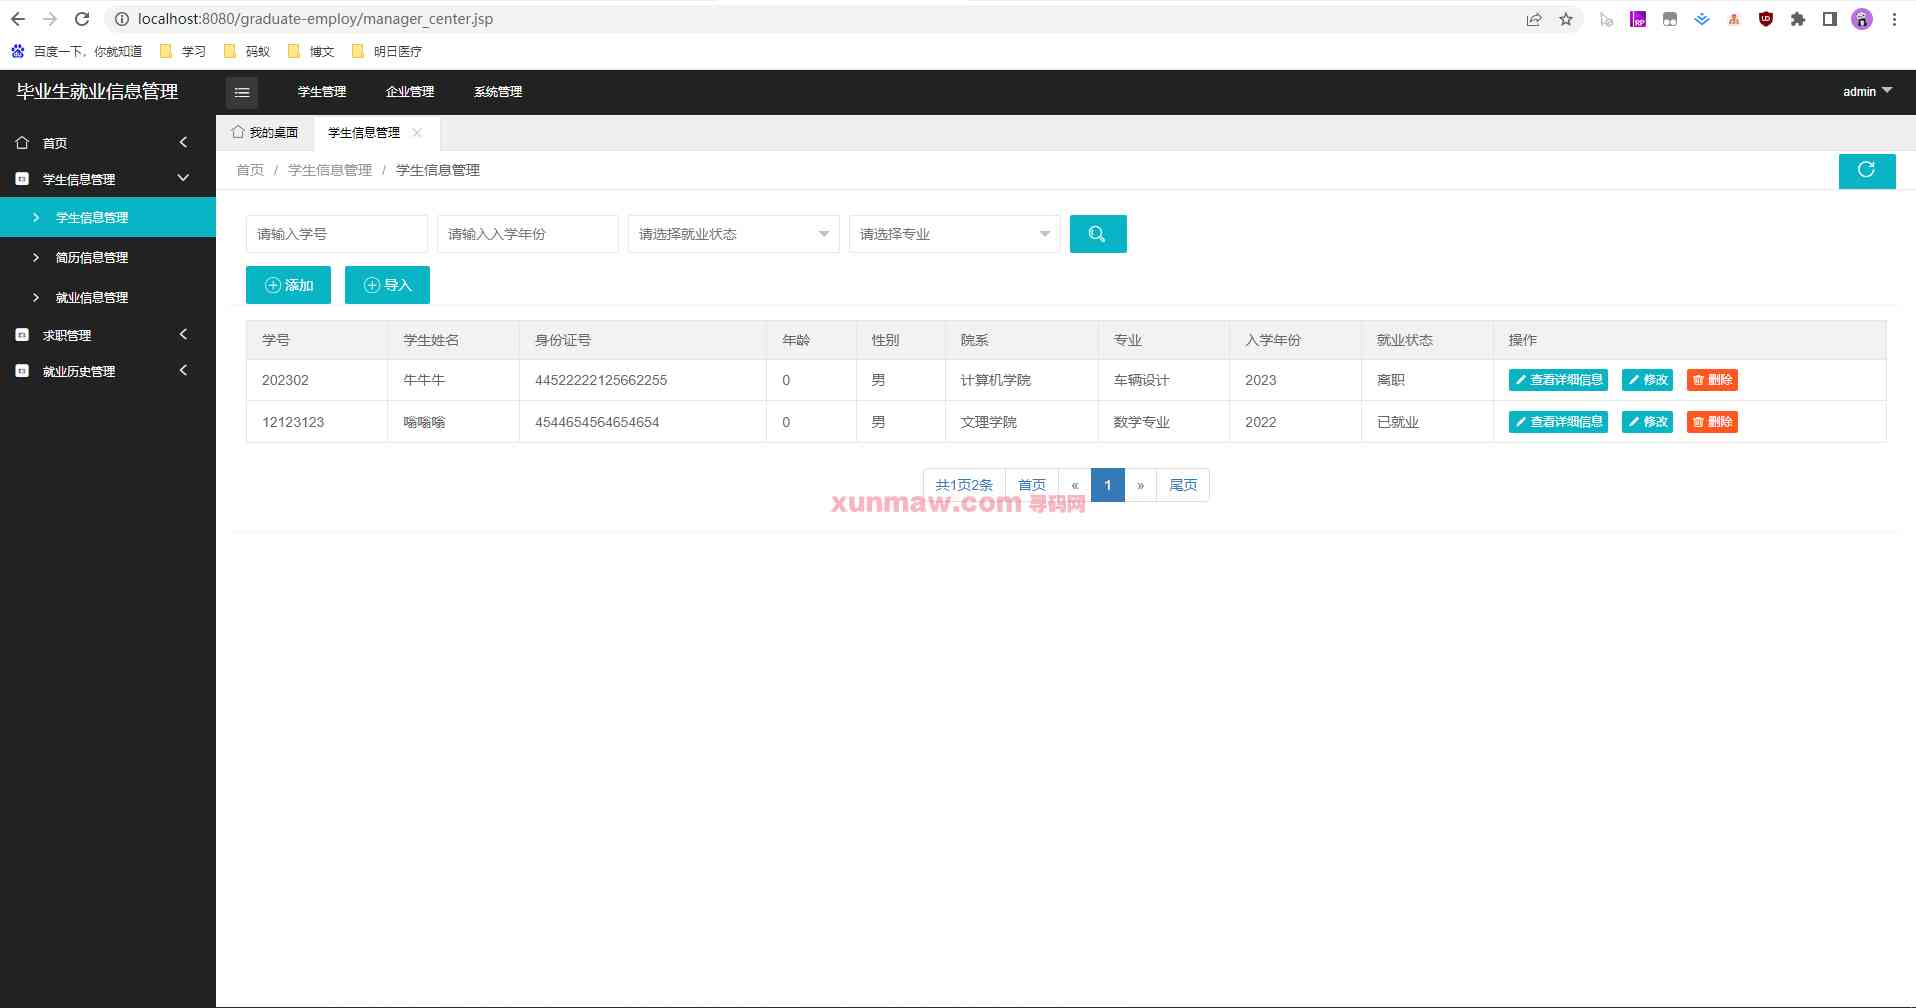 localhost:8080/graduate-employ/manager_center.jsp
百度一下，你就知道 学习 码蚁 博文 明日医疗
毕业生就业信息管理 学生管理 企业管理 系统管理 admin
我的桌面 学生信息管理
首页 / 学生信息管理 / 学生信息管理
首页
学生信息管理
学生信息管理
简历信息管理
就业信息管理
求职管理
就业历史管理
请输入学号 请输入入学年份 请选择就业状态 请选择专业
添加 导入
学号 学生姓名 身份证号 年龄 性别 院系 专业 入学年份 就业状态 操作
202302 牛牛牛 44522222125662255 0 男 计算机学院 车辆设计 2023 离职 查看详细信息 修改 删除
12123123 嗡嗡嗡 4544654564654654 0 男 文理学院 数学专业 2022 已就业 查看详细信息 修改 删除
共1页2条 首页 « 1 » 尾页
xunmaw.com 寻码网